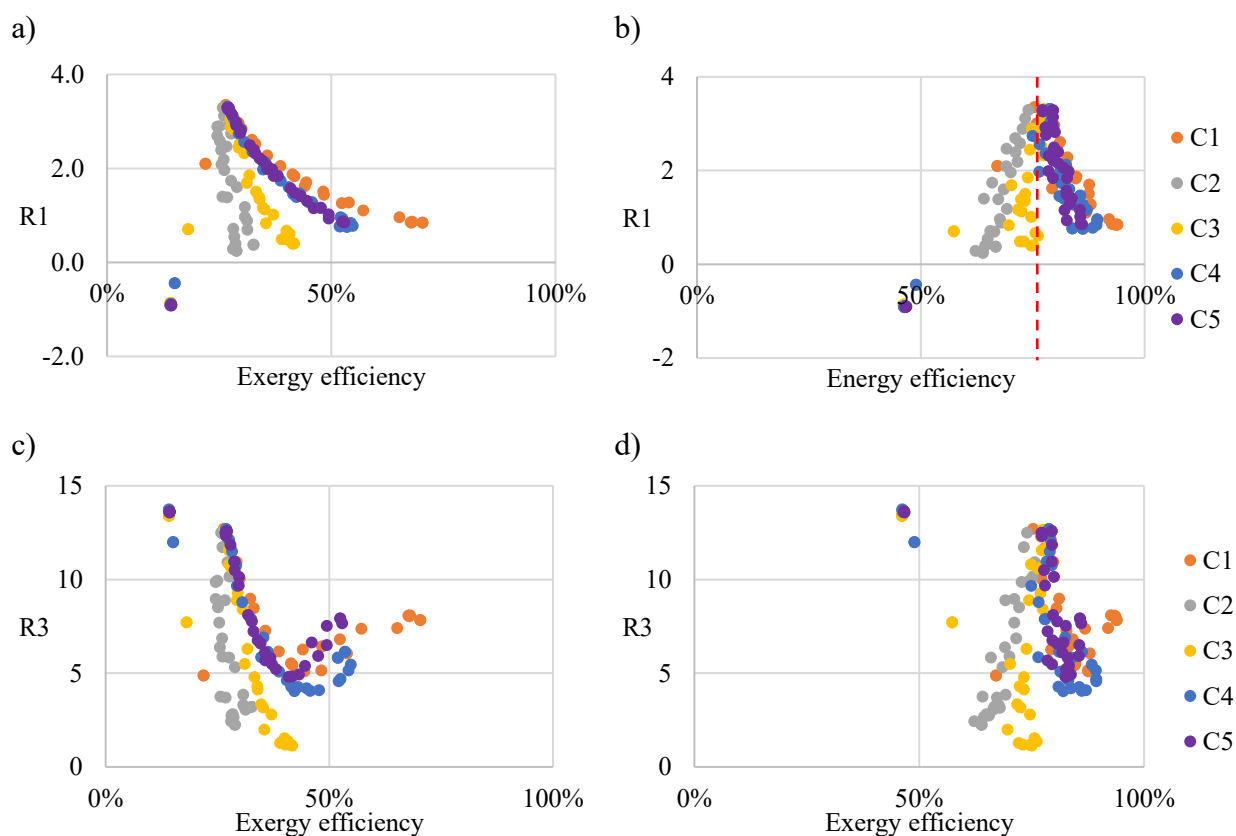 a)
4.0
2.0
R1
0.0
0%
50%
100%
-2.0
Exergy efficiency
b)
4
2
R1
0
0%
50%
100%
-2
Energy efficiency
C1
C2
C3
C4
C5
c)
15
10
R3
5
0
0%
50%
100%
Exergy efficiency
d)
15
10
R3
5
0
0%
50%
100%
Exergy efficiency
C1
C2
C3
C4
C5